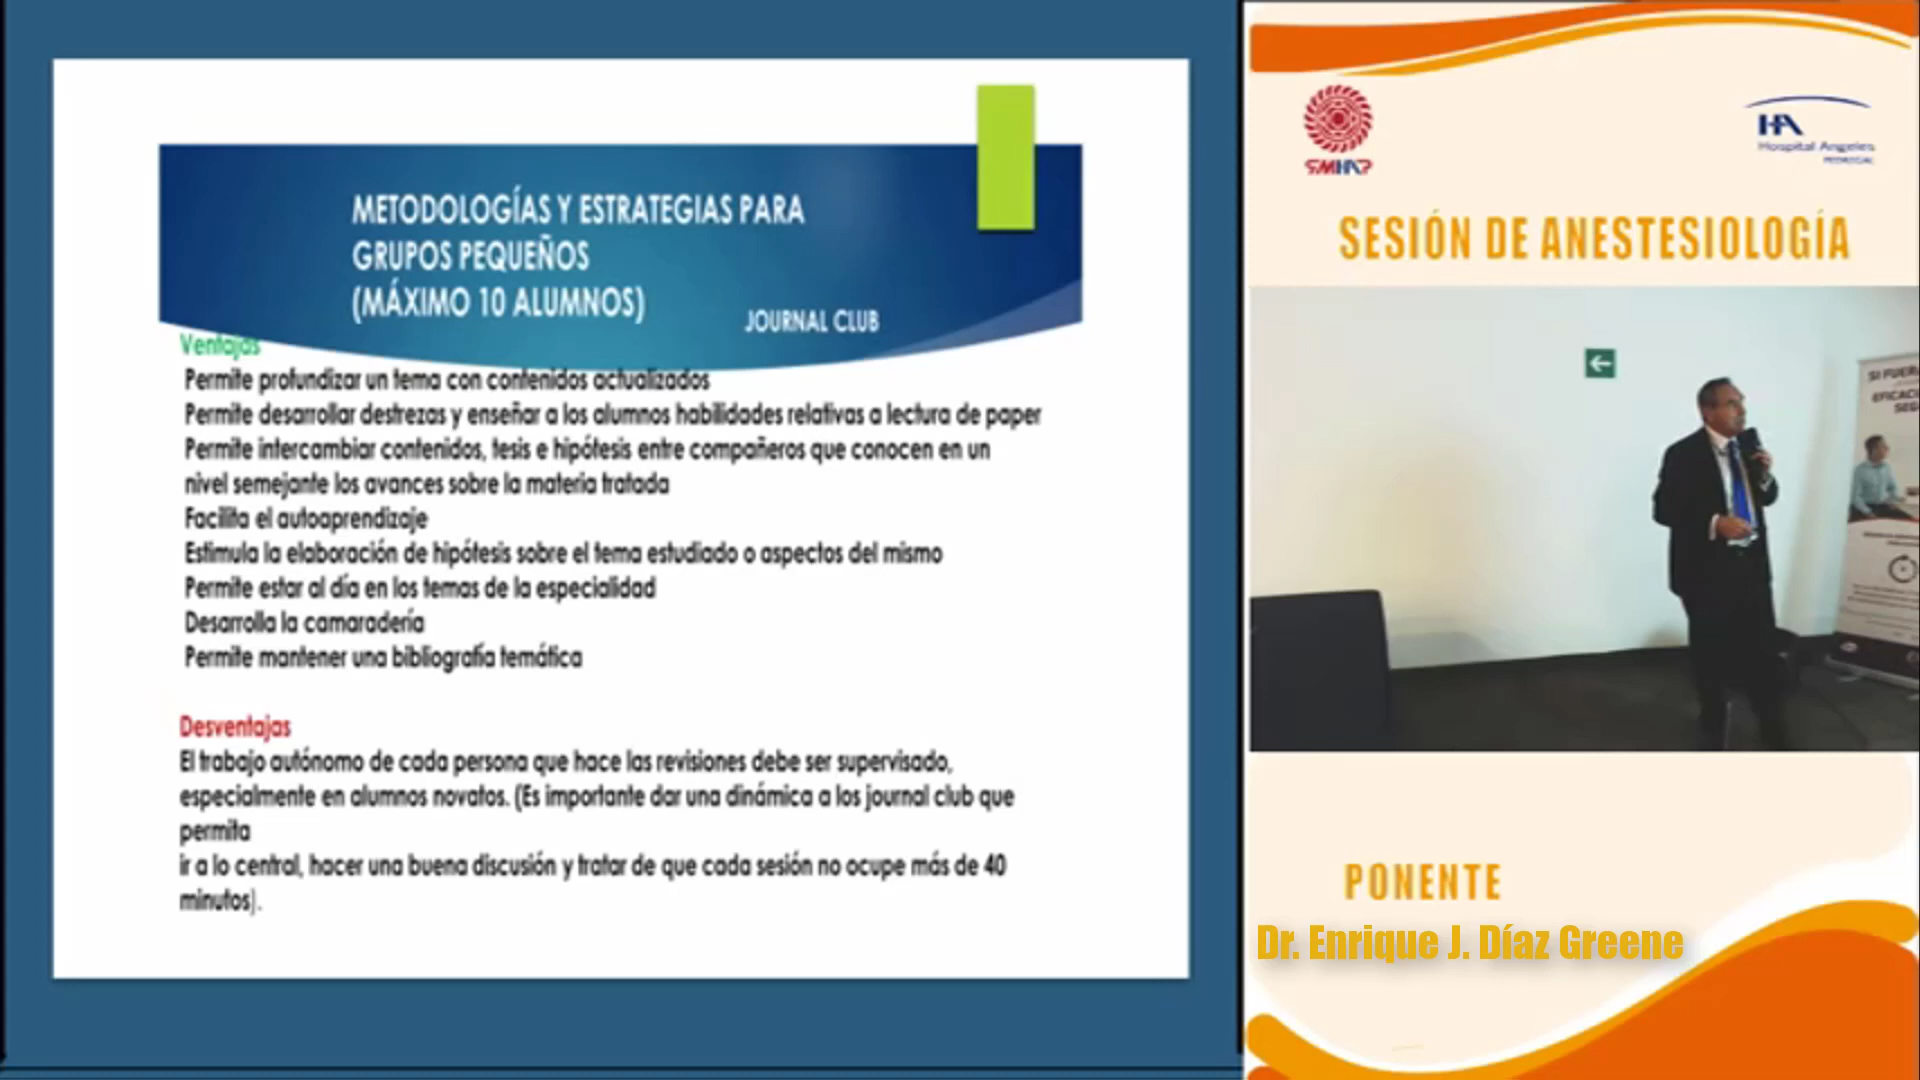 METODOLOGÍAS Y ESTRATEGIAS PARA
GRUPOS PEQUEÑOS
(MÁXIMO 10 ALUMNOS)
JOURNAL CLUB
Ventajas
Permite profundizar un tema con contenidos actualizados
Permite desarrollar destrezas y enseñar a los alumnos habilidades relativas a lectura de paper
Permite intercambiar contenidos, tesis e hipótesis entre compañeros que conocen en un
nivel semejante los avances sobre la materia tratada
Facilita el autoaprendizaje
Estimula la elaboración de hipótesis sobre el tema estudiado o aspectos del mismo
Permite estar al día en los temas de la especialidad
Desarrolla la camaradería
Permite mantener una bibliografía temática
Desventajas
El trabajo autónomo de cada persona que hace las revisiones debe ser supervisado,
especialmente en alumnos novatos. (Es importante dar una dinámica a los journal club que
permita
ir a lo central, hacer una buena discusión y tratar de que cada sesión no ocupe más de 40
minutos).
SMHAP
HA
Hospital Angeles
PEDREGAL
SESIÓN DE ANESTESIOLOGÍA
SI FUERA
EFICAC
SEG
PONENTE
Dr. Enrique J. Díaz Greene